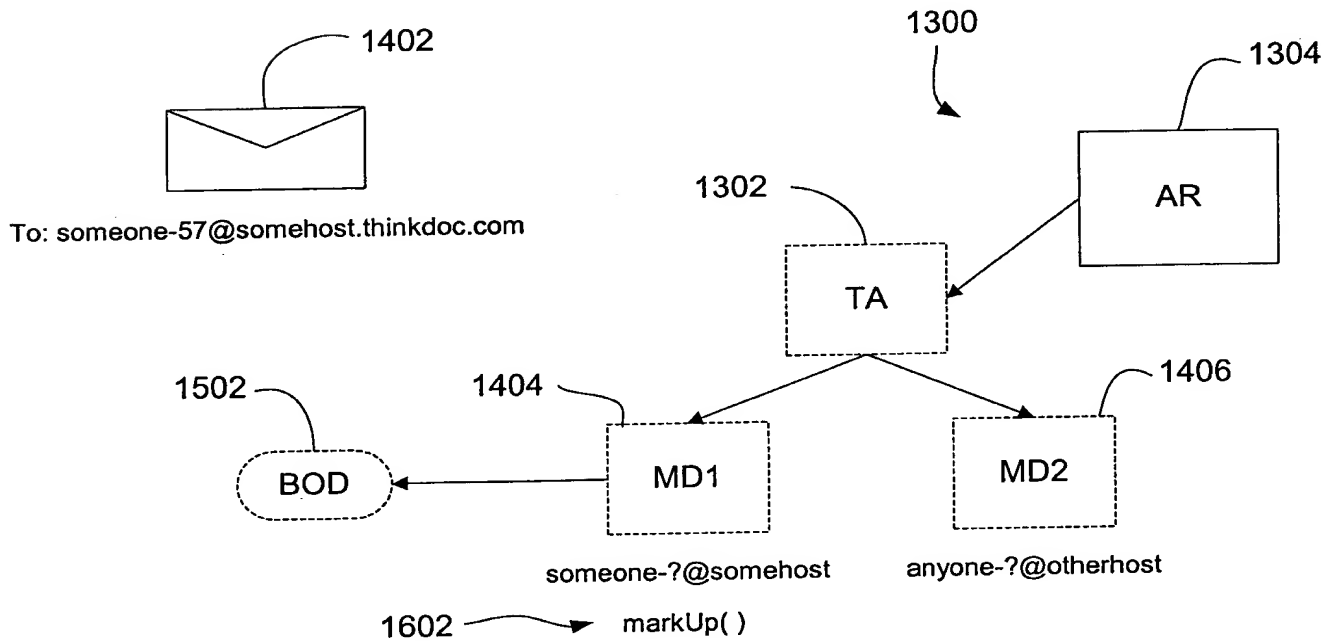 1402
1300
1304
AR
1302
To: someone-57@somehost.thinkdoc.com
TA
1502
1404
1406
BOD
MD1
MD2
someone-?@somehost
anyone-?@otherhost
1602
markUp( )